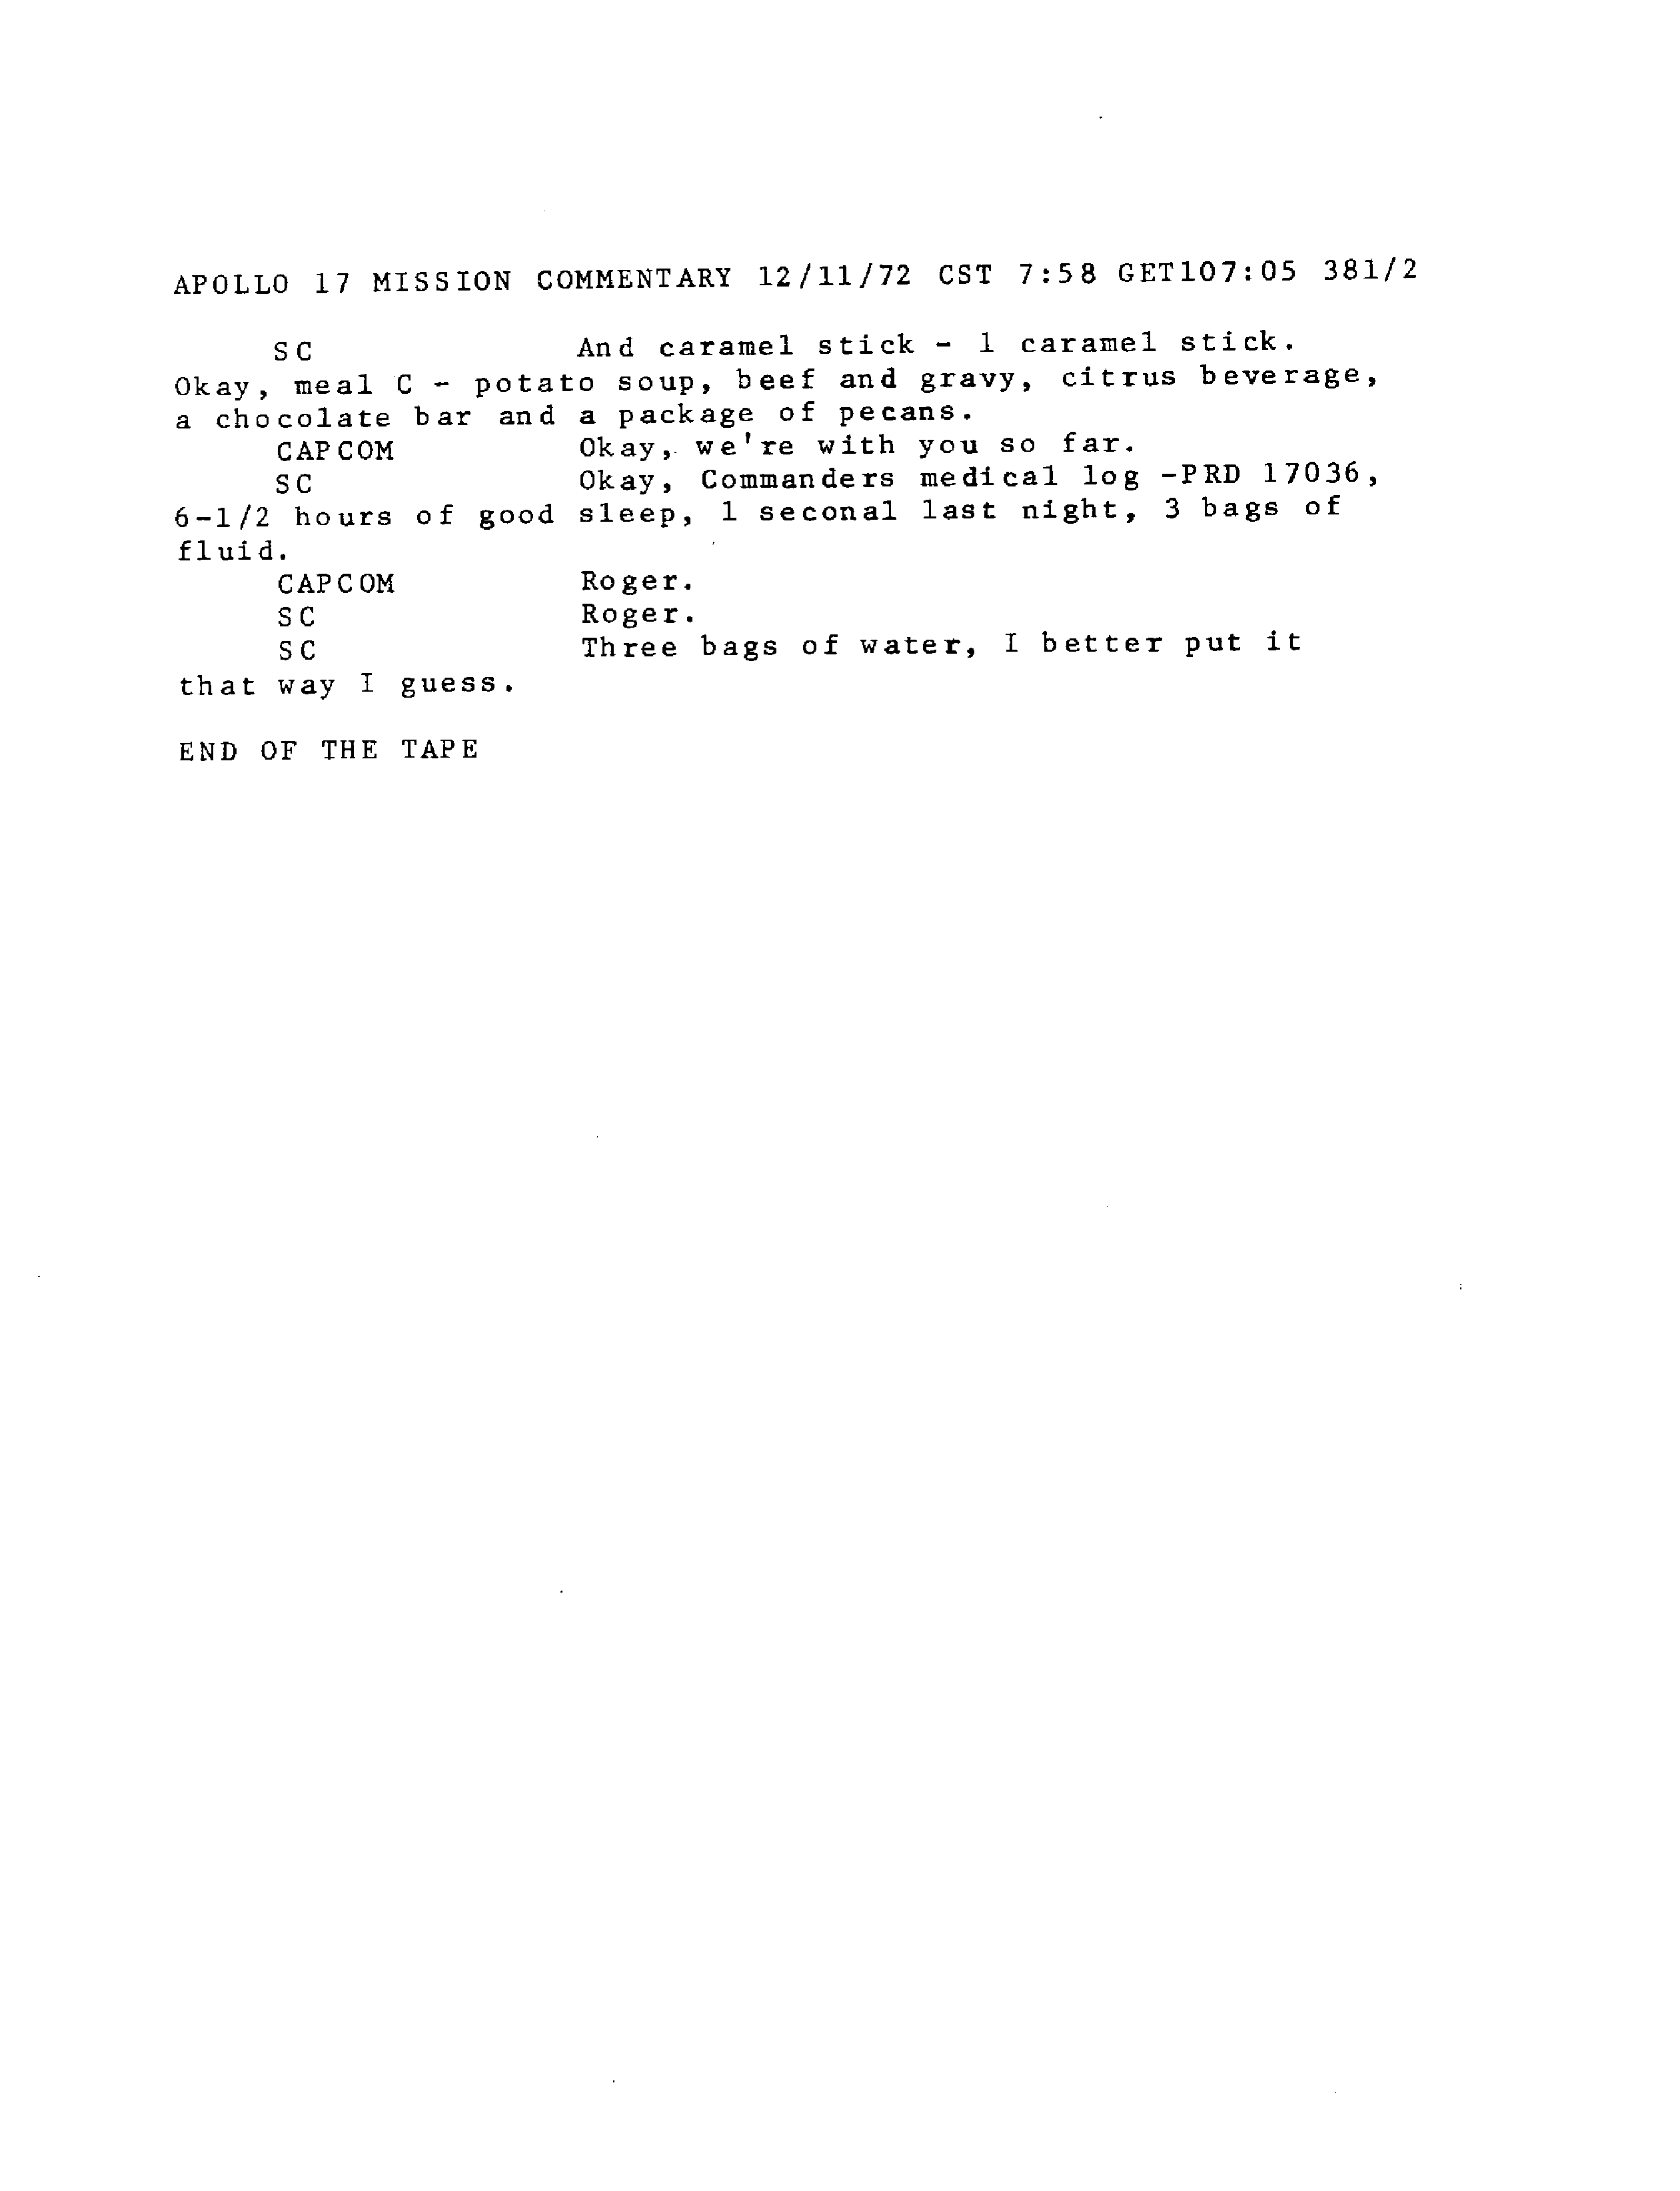 APOLLO 17 MISSION COMMENTARY 12/11/72 CST 7:58 GET107:05 381/2
SC And caramel stick - 1 caramel stick.
Okay, meal C - potato soup, beef and gravy, citrus beverage,
a chocolate bar and a package of pecans.
CAPCOM Okay, we're with you so far.
SC Okay, Commanders medical log -PRD 17036,
6-1/2 hours of good sleep, 1 seconal last night, 3 bags of
fluid.
CAPCOM Roger.
SC Roger.
SC Three bags of water, I better put it
that way I guess.
END OF THE TAPE